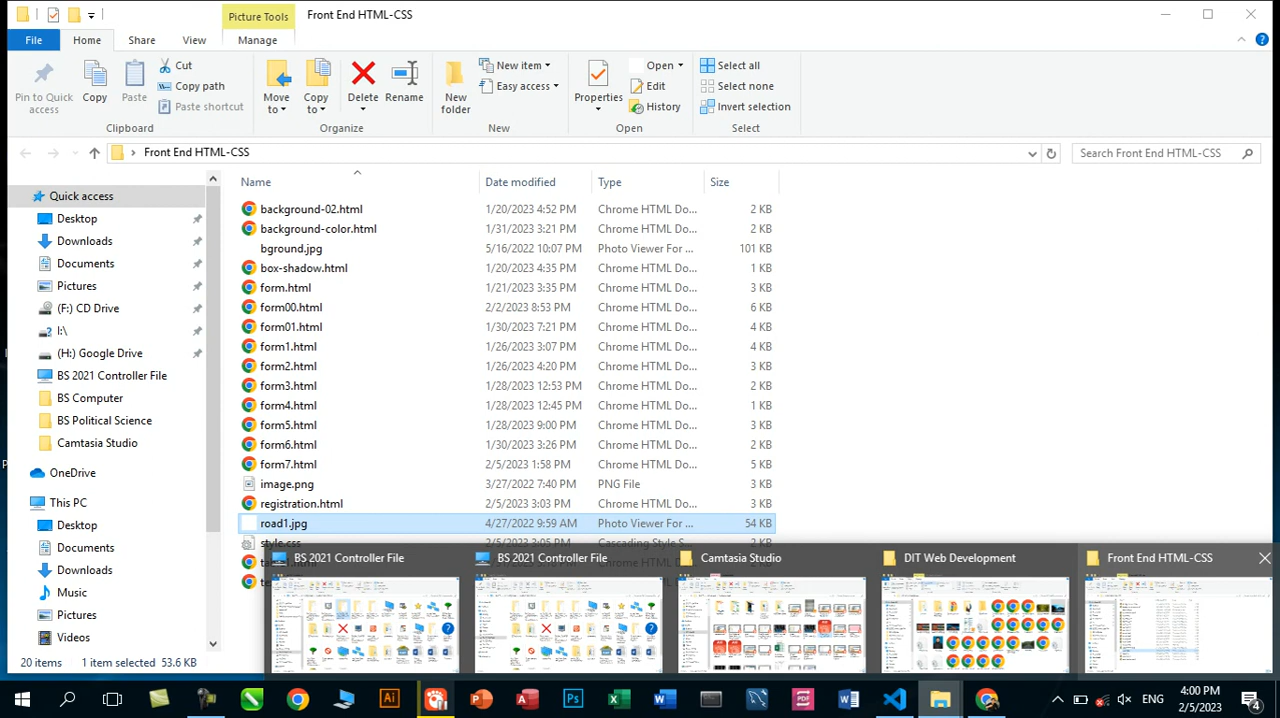 Picture Tools
Front End HTML-CSS
File
Home
Share
View
Manage
Pin to Quick access
Copy
Paste
Cut
Copy path
Paste shortcut
Clipboard
Move to
Copy to
Delete
Rename
Organize
New folder
New item
Easy access
New
Properties
Open
Edit
History
Open
Select all
Select none
Invert selection
Select
Front End HTML-CSS
Search Front End HTML-CSS
Name
Date modified
Type
Size
Quick access
Desktop
Downloads
Documents
Pictures
(F:) CD Drive
I:\
(H:) Google Drive
BS 2021 Controller File
BS Computer
BS Political Science
Camtasia Studio
OneDrive
This PC
Desktop
Documents
Downloads
Music
Pictures
Videos
background-02.html 1/20/2023 4:52 PM Chrome HTML Do... 2 KB
background-color.html 1/31/2023 3:21 PM Chrome HTML Do... 2 KB
bground.jpg 5/16/2022 10:07 PM Photo Viewer For ... 101 KB
box-shadow.html 1/20/2023 4:35 PM Chrome HTML Do... 1 KB
form.html 1/21/2023 3:35 PM Chrome HTML Do... 3 KB
form00.html 2/2/2023 8:53 PM Chrome HTML Do... 6 KB
form01.html 1/30/2023 7:21 PM Chrome HTML Do... 4 KB
form1.html 1/26/2023 3:07 PM Chrome HTML Do... 4 KB
form2.html 1/26/2023 4:20 PM Chrome HTML Do... 3 KB
form3.html 1/28/2023 12:53 PM Chrome HTML Do... 2 KB
form4.html 1/28/2023 12:45 PM Chrome HTML Do... 1 KB
form5.html 1/28/2023 9:00 PM Chrome HTML Do... 3 KB
form6.html 1/30/2023 3:26 PM Chrome HTML Do... 2 KB
form7.html 2/5/2023 1:58 PM Chrome HTML Do... 5 KB
image.png 3/27/2022 7:40 PM PNG File 3 KB
registration.html 2/5/2023 3:03 PM Chrome HTML Do... 3 KB
road1.jpg 4/27/2022 9:59 AM Photo Viewer For ... 54 KB
style.css 2/5/2023 3:05 PM Cascading Style S...
BS 2021 Controller File
BS 2021 Controller File
Camtasia Studio
DIT Web Development
Front End HTML-CSS
20 items
1 item selected 53.6 KB
ENG
4:00 PM
2/5/2023
4